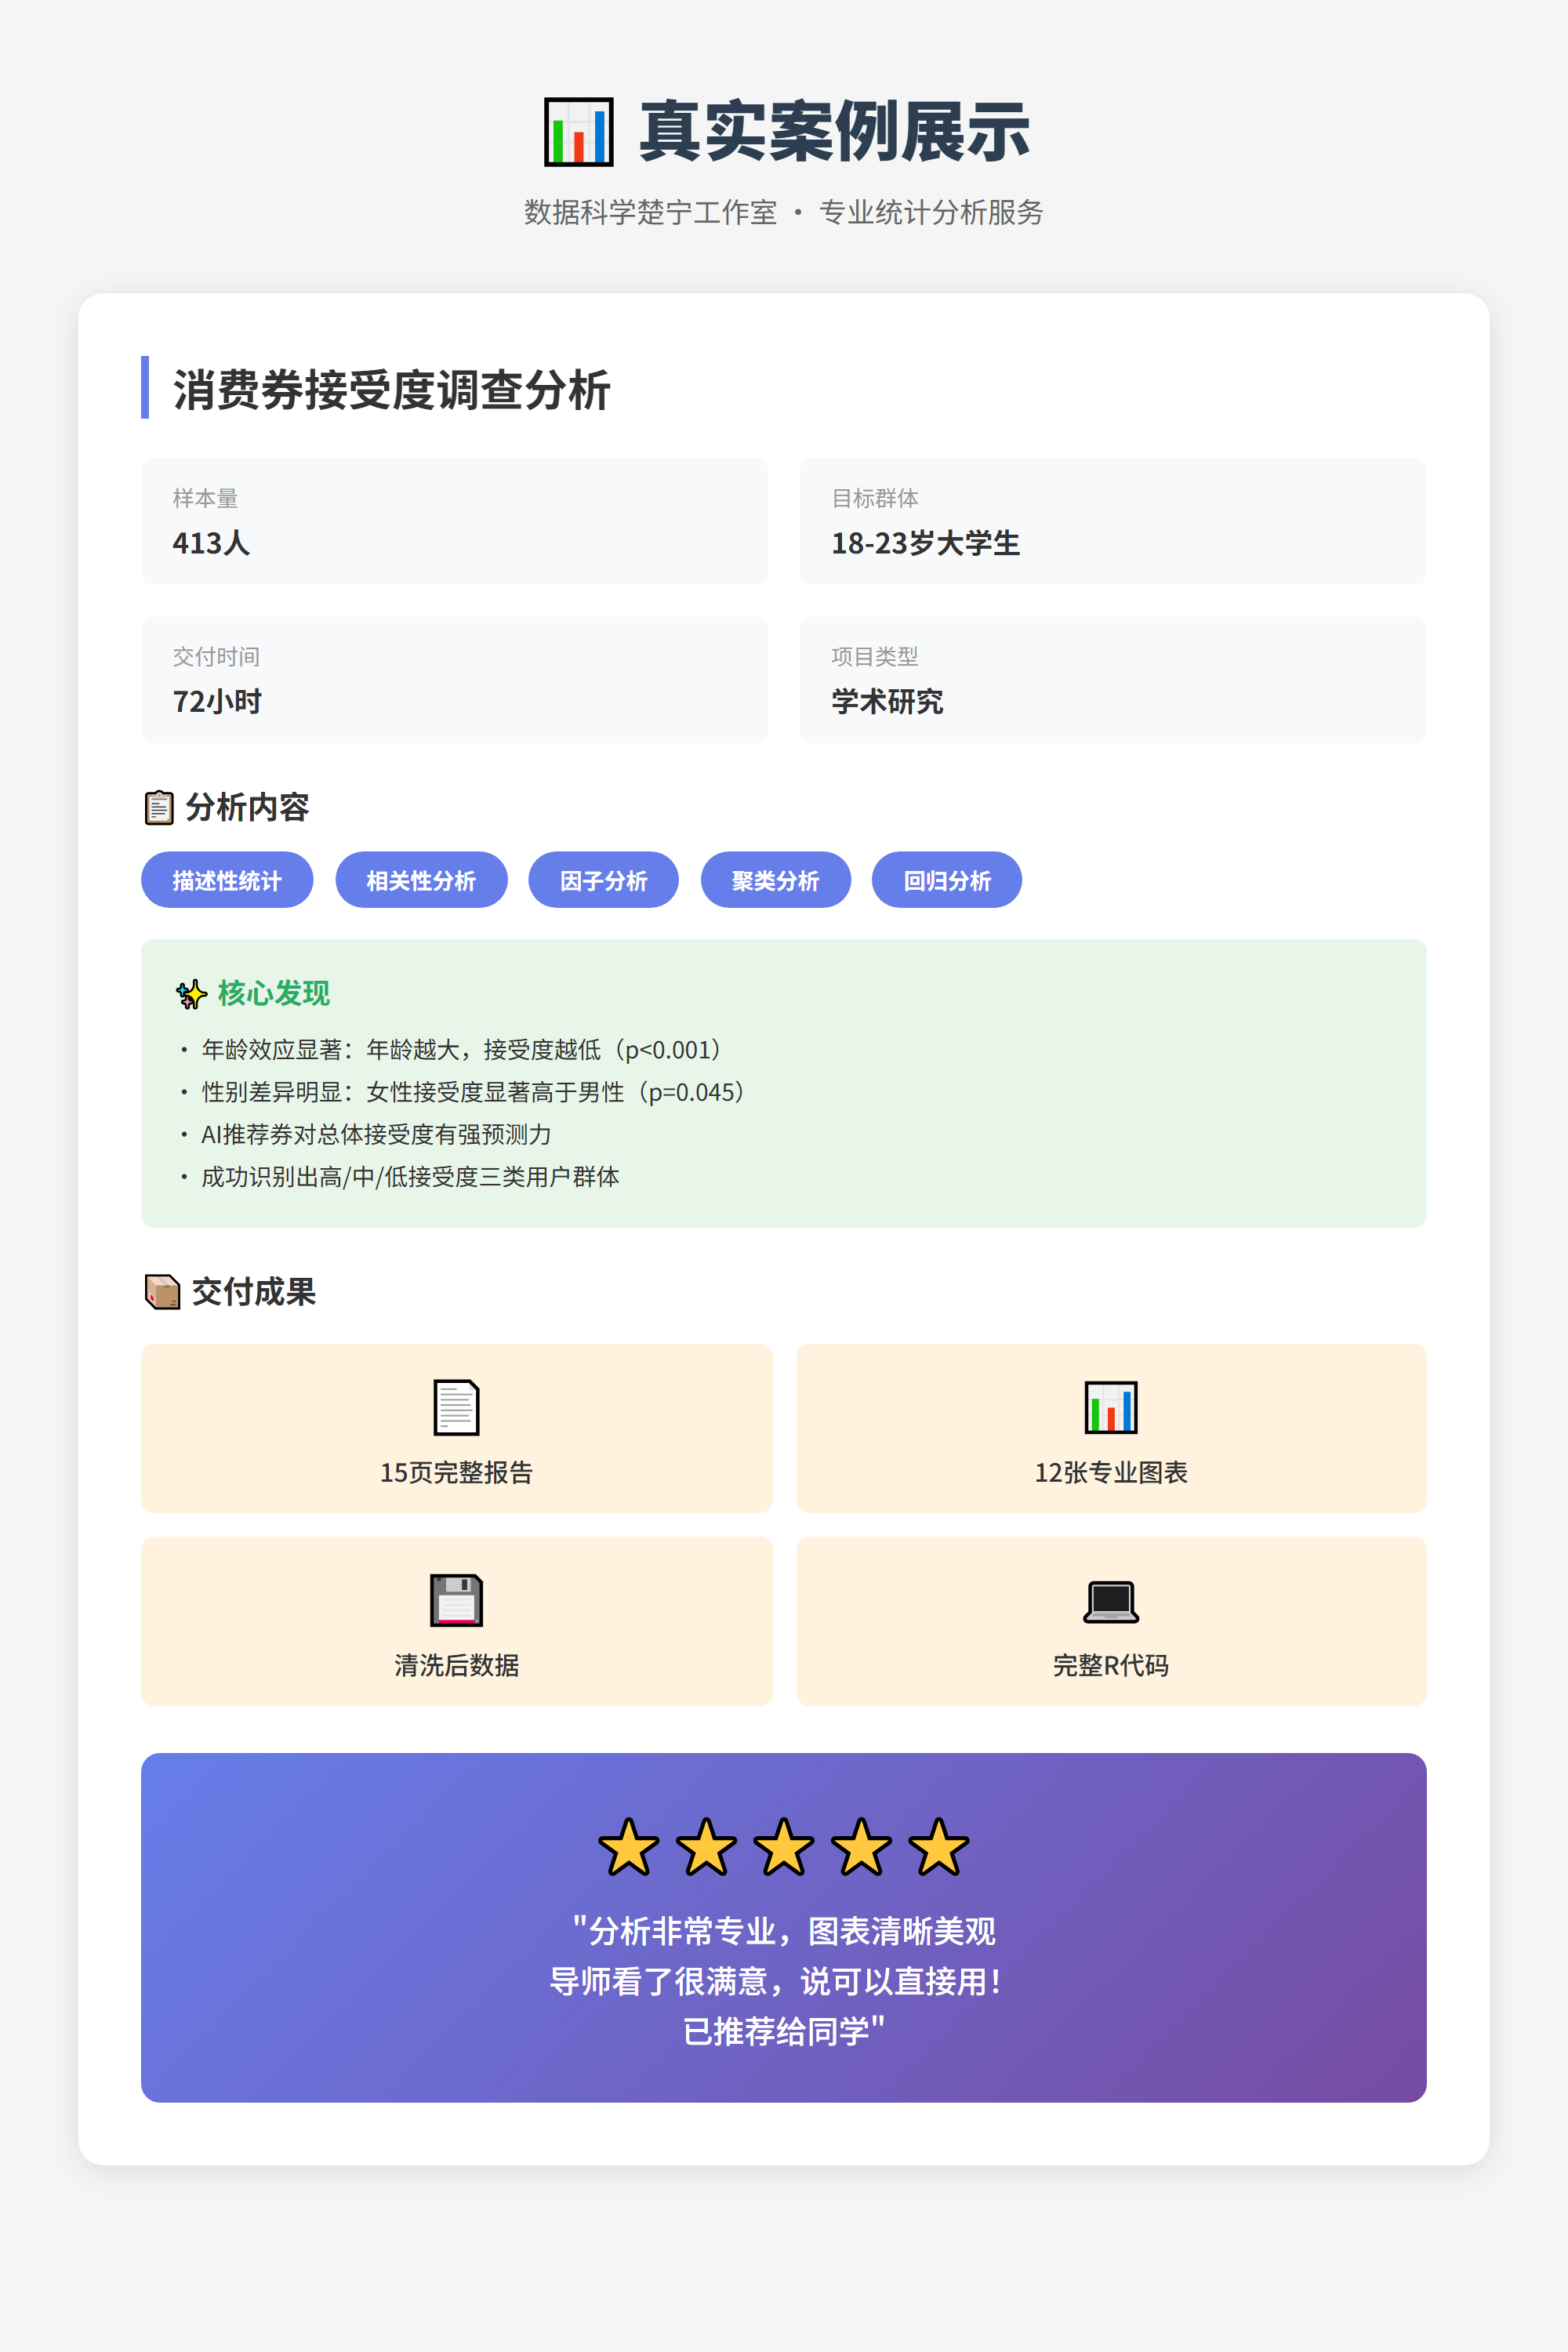 📊 真实案例展示
数据科学楚宁工作室 · 专业统计分析服务
消费券接受度调查分析
样本量
413人
目标群体
18-23岁大学生
交付时间
72小时
项目类型
学术研究
📋 分析内容
描述性统计 相关性分析 因子分析 聚类分析 回归分析
✨ 核心发现
· 年龄效应显著：年龄越大，接受度越低（p<0.001）
· 性别差异明显：女性接受度显著高于男性（p=0.045）
· AI推荐券对总体接受度有强预测力
· 成功识别出高/中/低接受度三类用户群体
📦 交付成果
15页完整报告
12张专业图表
清洗后数据
完整R代码
"分析非常专业，图表清晰美观
导师看了很满意，说可以直接用！
已推荐给同学"